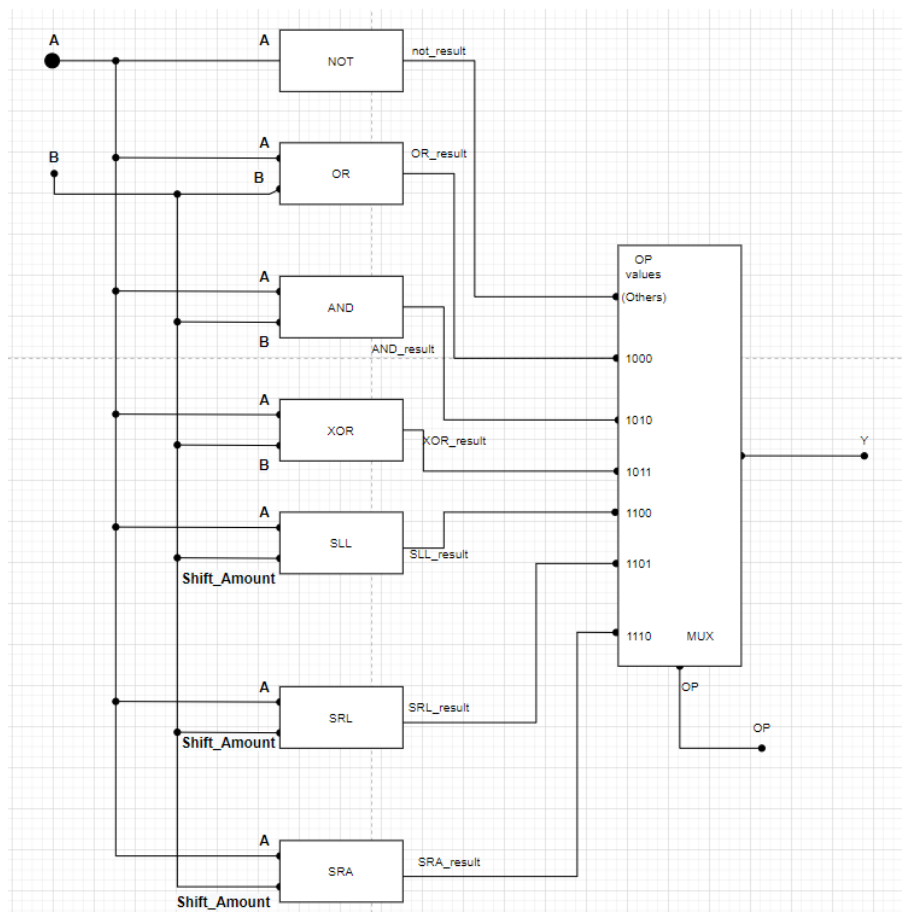 A
A
NOT
not_result
B
A
B
OR
OR_result
A
B
AND
AND_result
A
B
XOR
XOR_result
A
Shift_Amount
SLL
SLL_result
A
Shift_Amount
SRL
SRL_result
A
Shift_Amount
SRA
SRA_result
OP
values
(Others)
1000
1010
1011
1100
1101
1110
MUX
Y
OP
OP